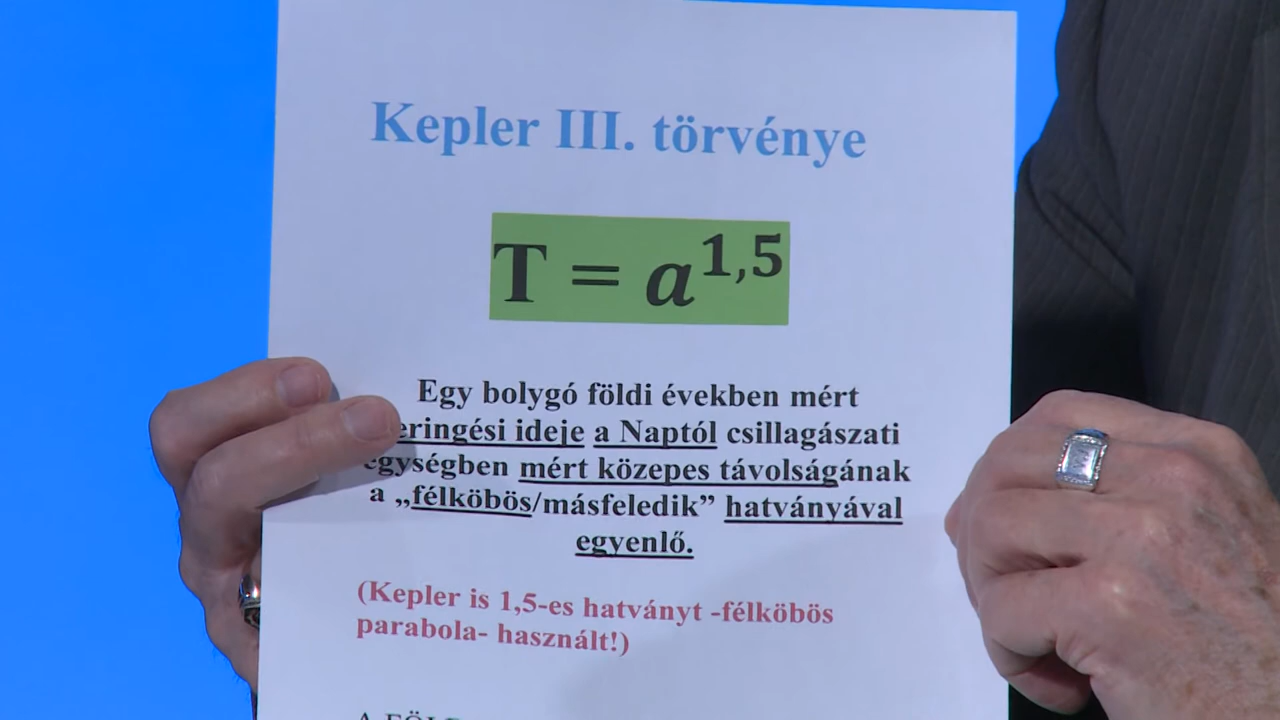 Kepler III. törvénye
T = a^1,5
Egy bolygó földi években mért
eringési ideje a Naptól csillagászati
egységben mért közepes távolságának
a „félköbös/másfeledik” hatványával
egyenlő.
(Kepler is 1,5-es hatványt -félköbös
parabola- használt!)